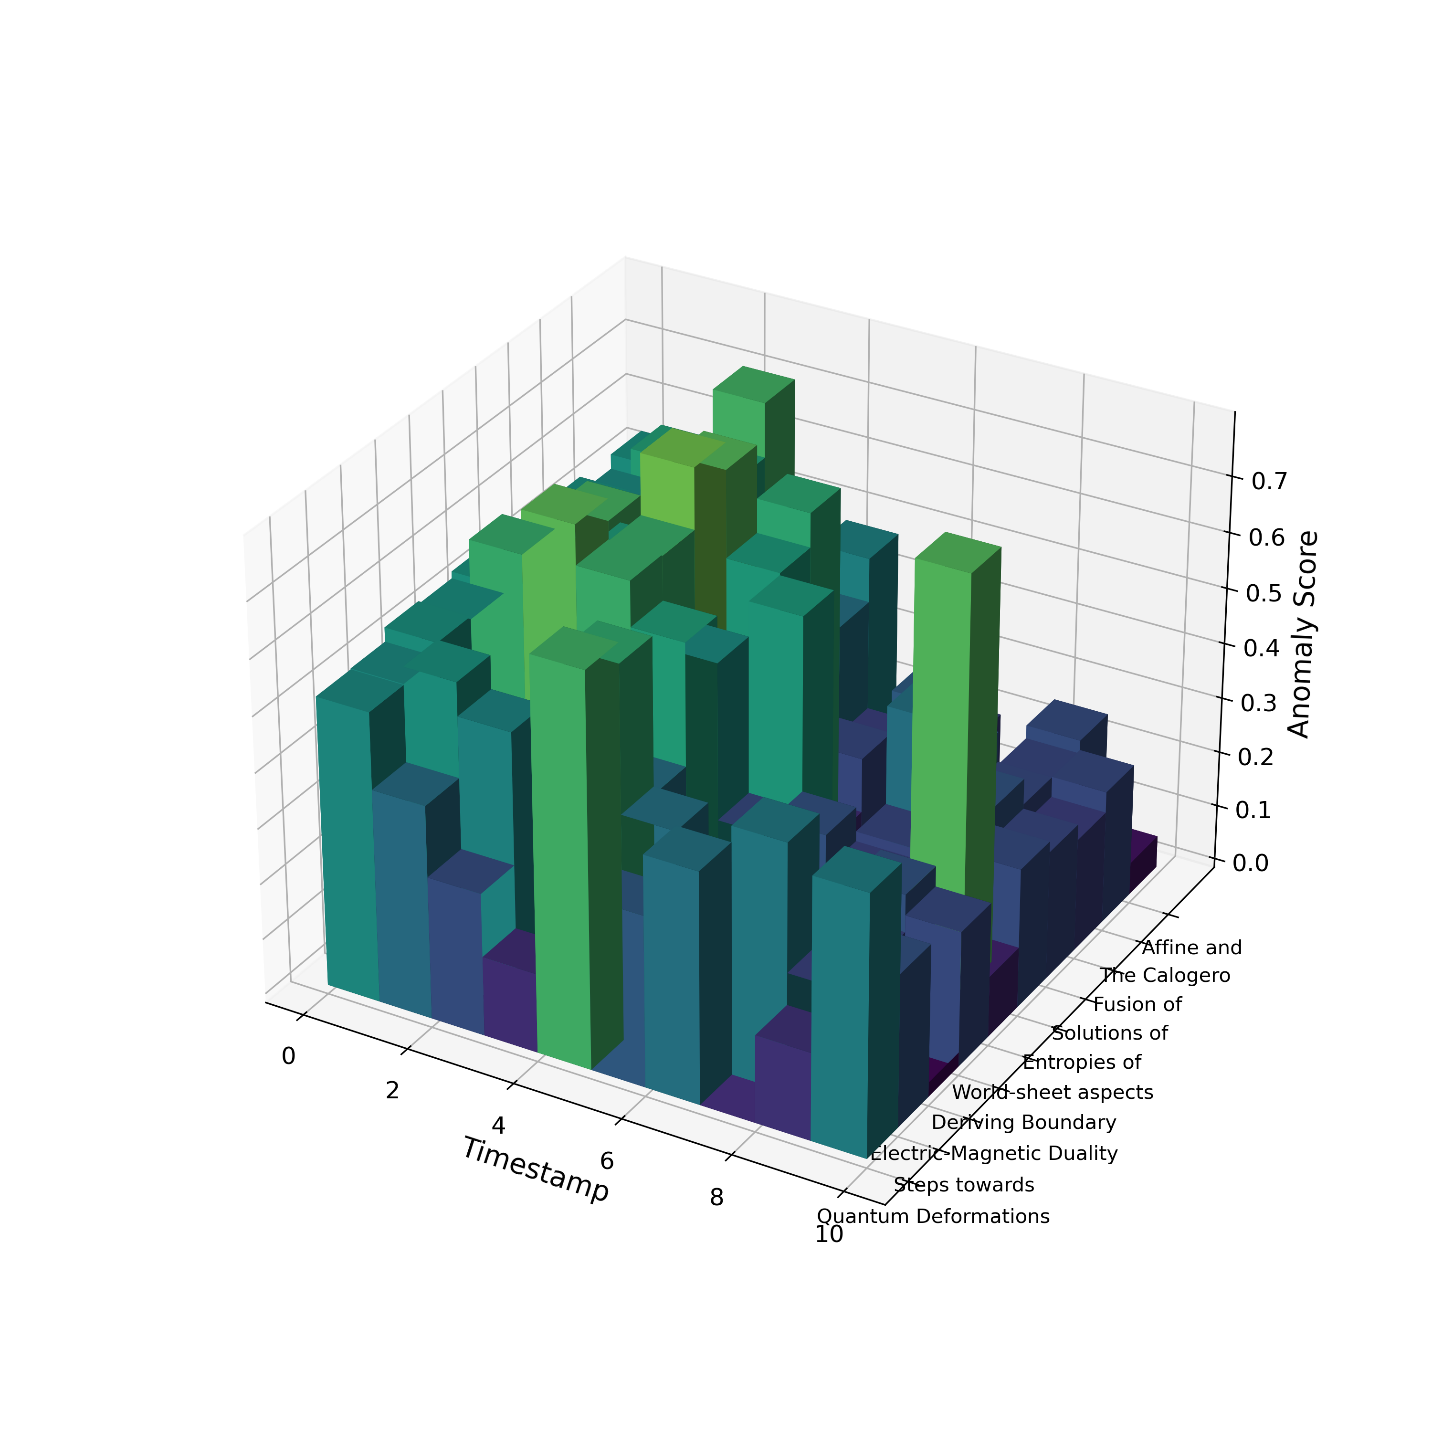 0.7
0.6
0.5
0.4
0.3
0.2
0.1
0.0
Anomaly Score
Affine and
The Calogero
Fusion of
Solutions of
Entropies of
World-sheet aspects
Deriving Boundary
Electric-Magnetic Duality
Steps towards
Quantum Deformations
0
2
4
6
8
10
Timestamp